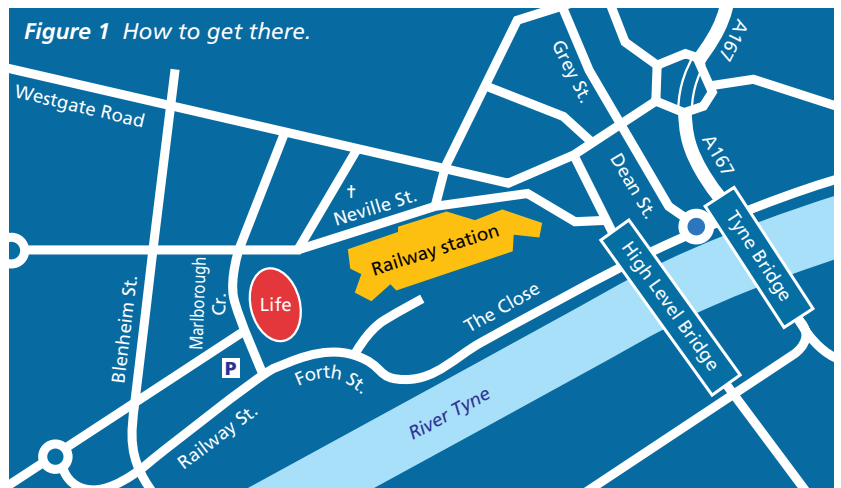 Figure 1 How to get there.
A167
Grey St.
Westgate Road
A167
Dean St.
Neville St.
Tyne Bridge
Railway station
High Level Bridge
Marlborough
Cr.
Life
Blenheim St.
The Close
P
Forth St.
River Tyne
Railway St.